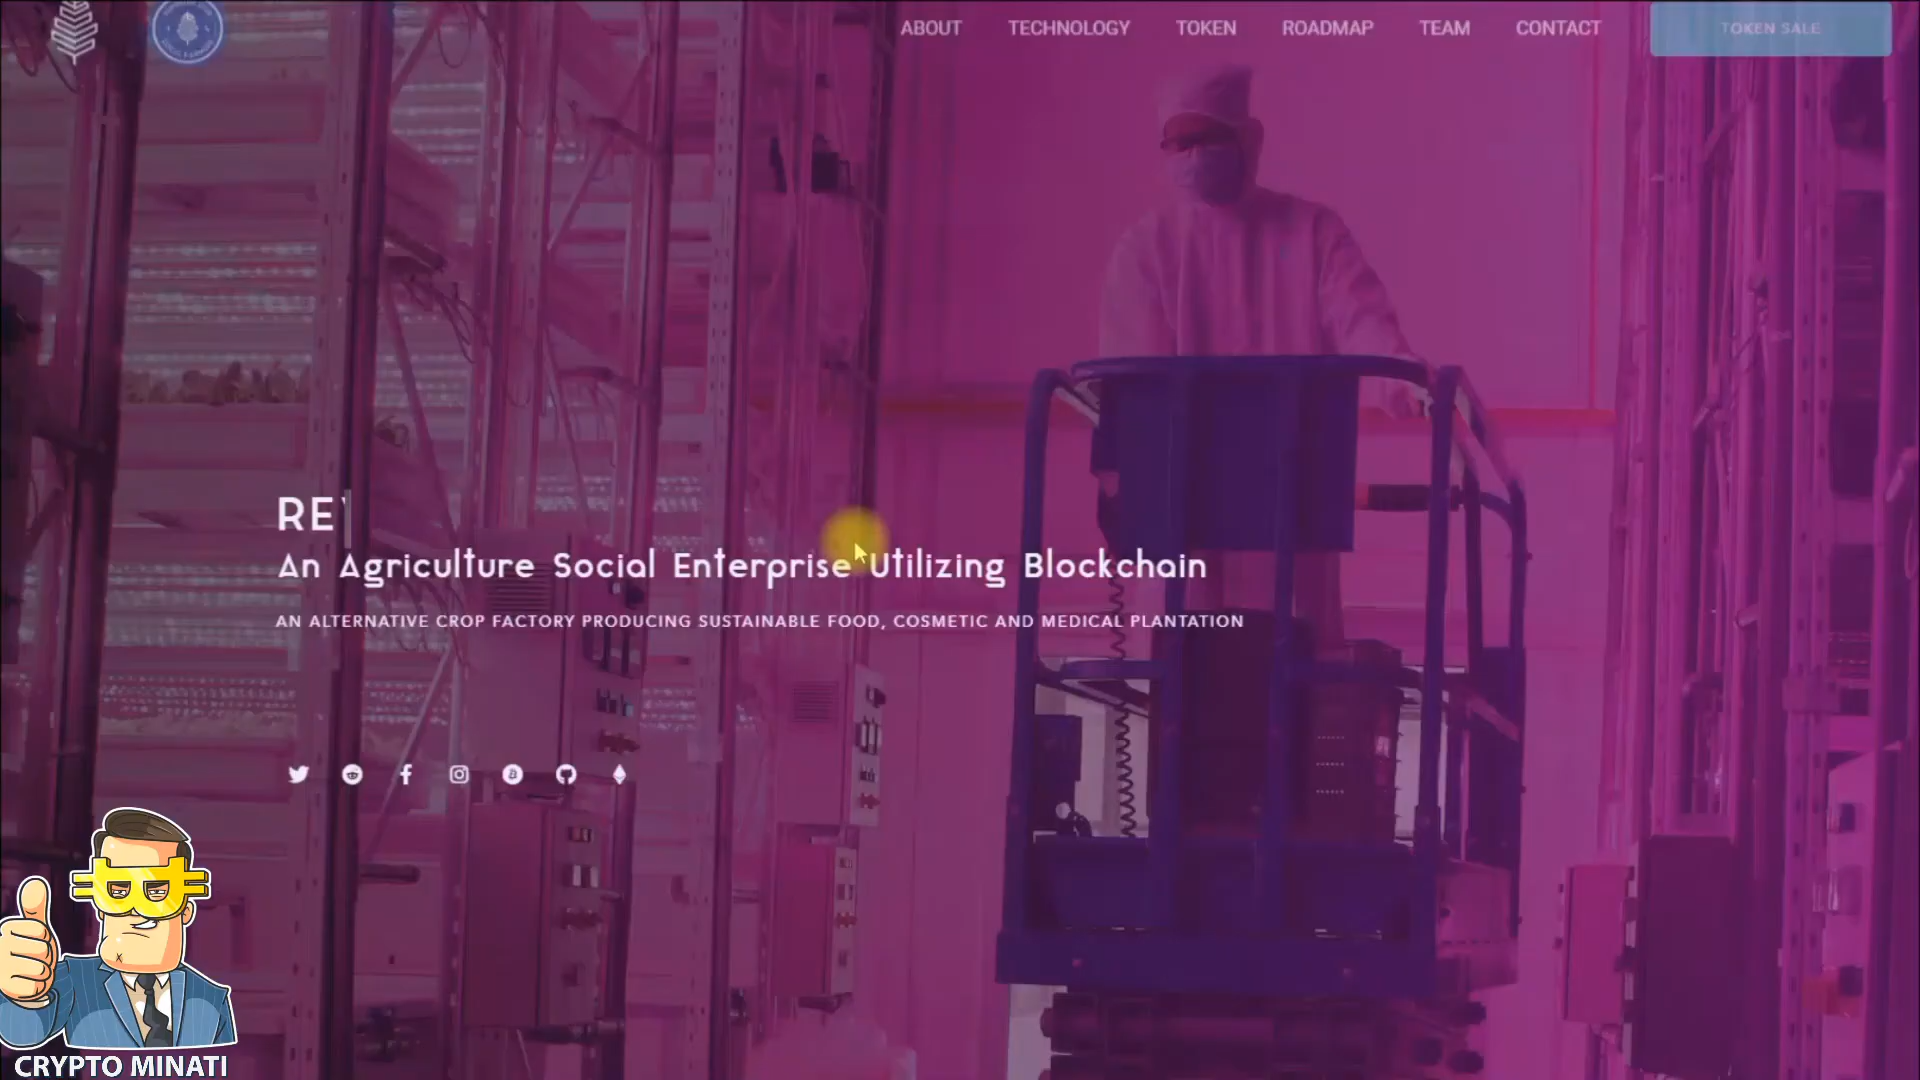 ABOUT TECHNOLOGY TOKEN ROADMAP TEAM CONTACT TOKEN SALE
RE
An Agriculture Social Enterprise Utilizing Blockchain
AN ALTERNATIVE CROP FACTORY PRODUCING SUSTAINABLE FOOD, COSMETIC AND MEDICAL PLANTATION
CRYPTO MINATI